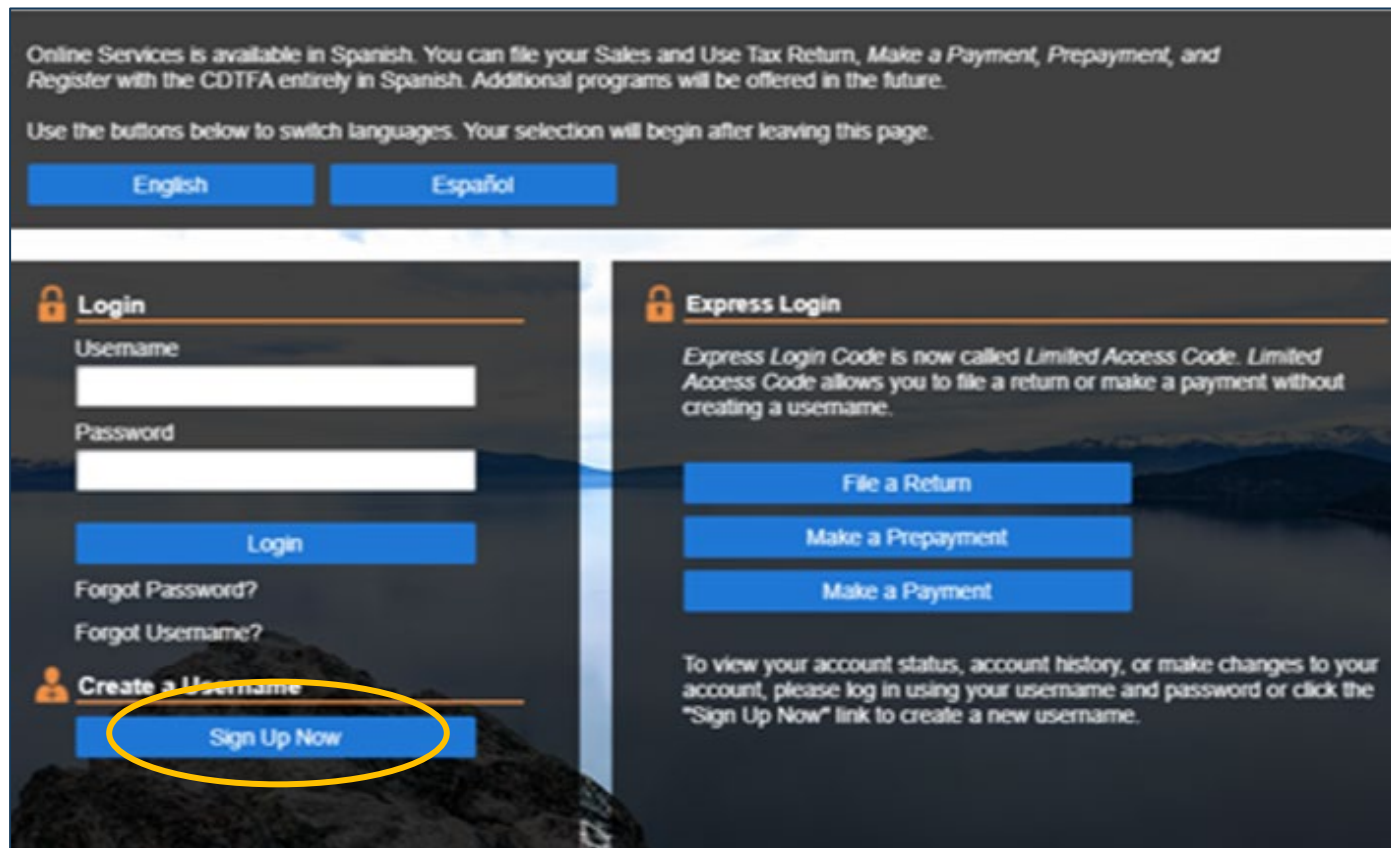 Online Services is available in Spanish. You can file your Sales and Use Tax Return, Make a Payment, Prepayment, and
Register with the CDTFA entirely in Spanish. Additional programs will be offered in the future.
Use the buttons below to switch languages. Your selection will begin after leaving this page.
English
Español
Login
Username
Password
Login
Forgot Password?
Forgot Username?
Create a Username
Sign Up Now
Express Login
Express Login Code is now called Limited Access Code. Limited
Access Code allows you to file a return or make a payment without
creating a username.
File a Return
Make a Prepayment
Make a Payment
To view your account status, account history, or make changes to your
account, please log in using your username and password or click the
"Sign Up Now" link to create a new username.